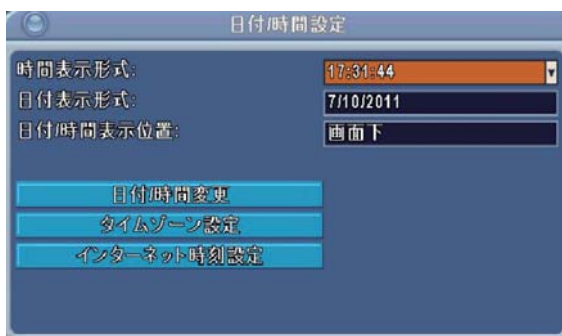 日付/時間設定
時間表示形式: 17:31:44
日付表示形式: 7/10/2011
日付/時間表示位置: 画面下
日付/時間変更
タイムゾーン設定
インターネット時刻設定